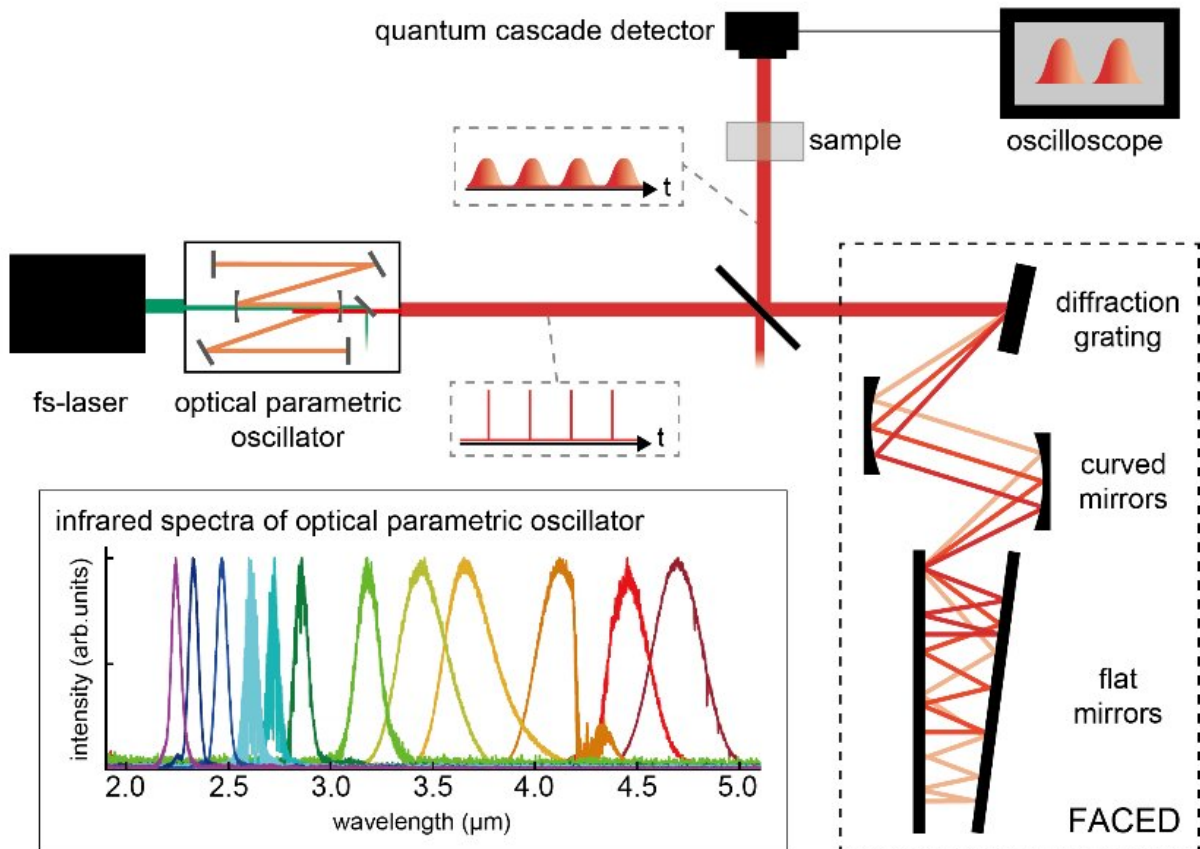 quantum cascade detector
sample
oscilloscope
t
fs-laser
optical parametric
oscillator
t
diffraction
grating
curved
mirrors
flat
mirrors
FACED
infrared spectra of optical parametric oscillator
intensity (arb.units)
2.0 2.5 3.0 3.5 4.0 4.5 5.0
wavelength (μm)